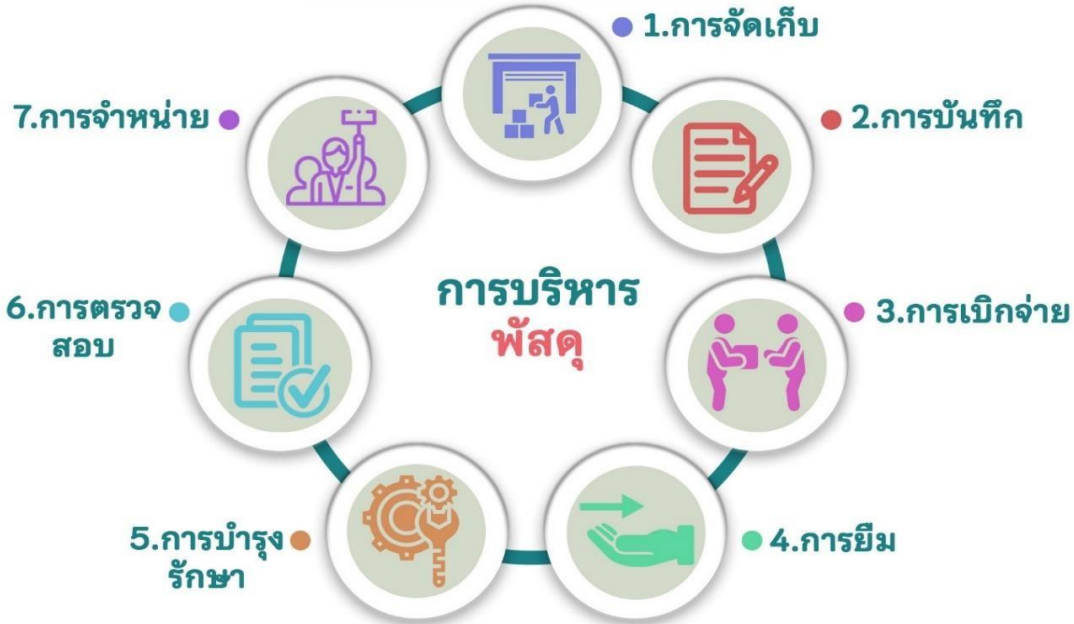 1.การจัดเก็บ
2.การบันทึก
3.การเบิกจ่าย
4.การยืม
5.การบำรุง
รักษา
6.การตรวจ
สอบ
7.การจำหน่าย
การบริหาร
พัสดุ